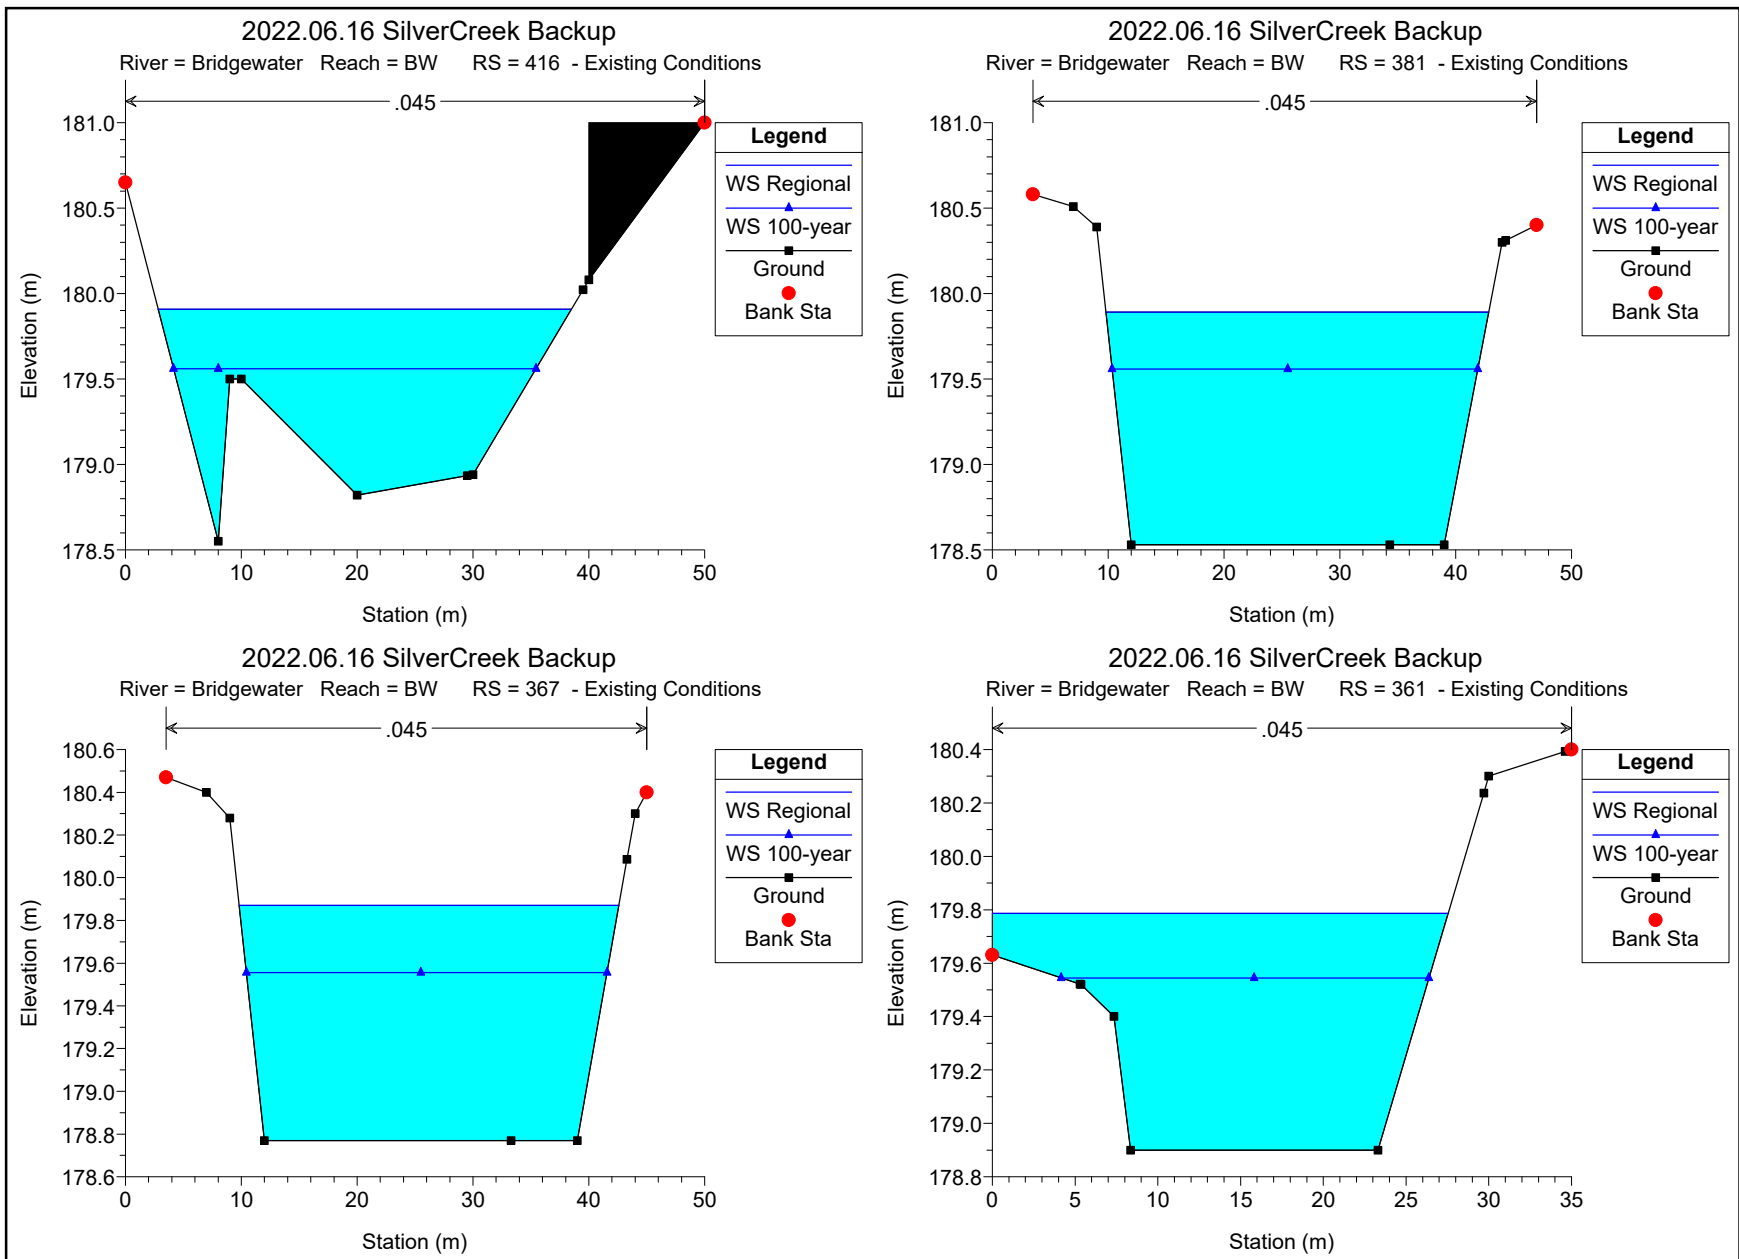 2022.06.16 SilverCreek Backup
River = Bridgewater Reach = BW RS = 416 - Existing Conditions
.045
181.0
180.5
180.0
179.5
179.0
178.5
Elevation (m)
0 10 20 30 40 50
Station (m)
Legend
WS Regional
WS 100-year
Ground
Bank Sta
2022.06.16 SilverCreek Backup
River = Bridgewater Reach = BW RS = 381 - Existing Conditions
.045
181.0
180.5
180.0
179.5
179.0
178.5
Elevation (m)
0 10 20 30 40 50
Station (m)
Legend
WS Regional
WS 100-year
Ground
Bank Sta
2022.06.16 SilverCreek Backup
River = Bridgewater Reach = BW RS = 367 - Existing Conditions
.045
180.6
180.4
180.2
180.0
179.8
179.6
179.4
179.2
179.0
178.8
178.6
Elevation (m)
0 10 20 30 40 50
Station (m)
Legend
WS Regional
WS 100-year
Ground
Bank Sta
2022.06.16 SilverCreek Backup
River = Bridgewater Reach = BW RS = 361 - Existing Conditions
.045
180.4
180.2
180.0
179.8
179.6
179.4
179.2
179.0
178.8
Elevation (m)
0 5 10 15 20 25 30 35
Station (m)
Legend
WS Regional
WS 100-year
Ground
Bank Sta